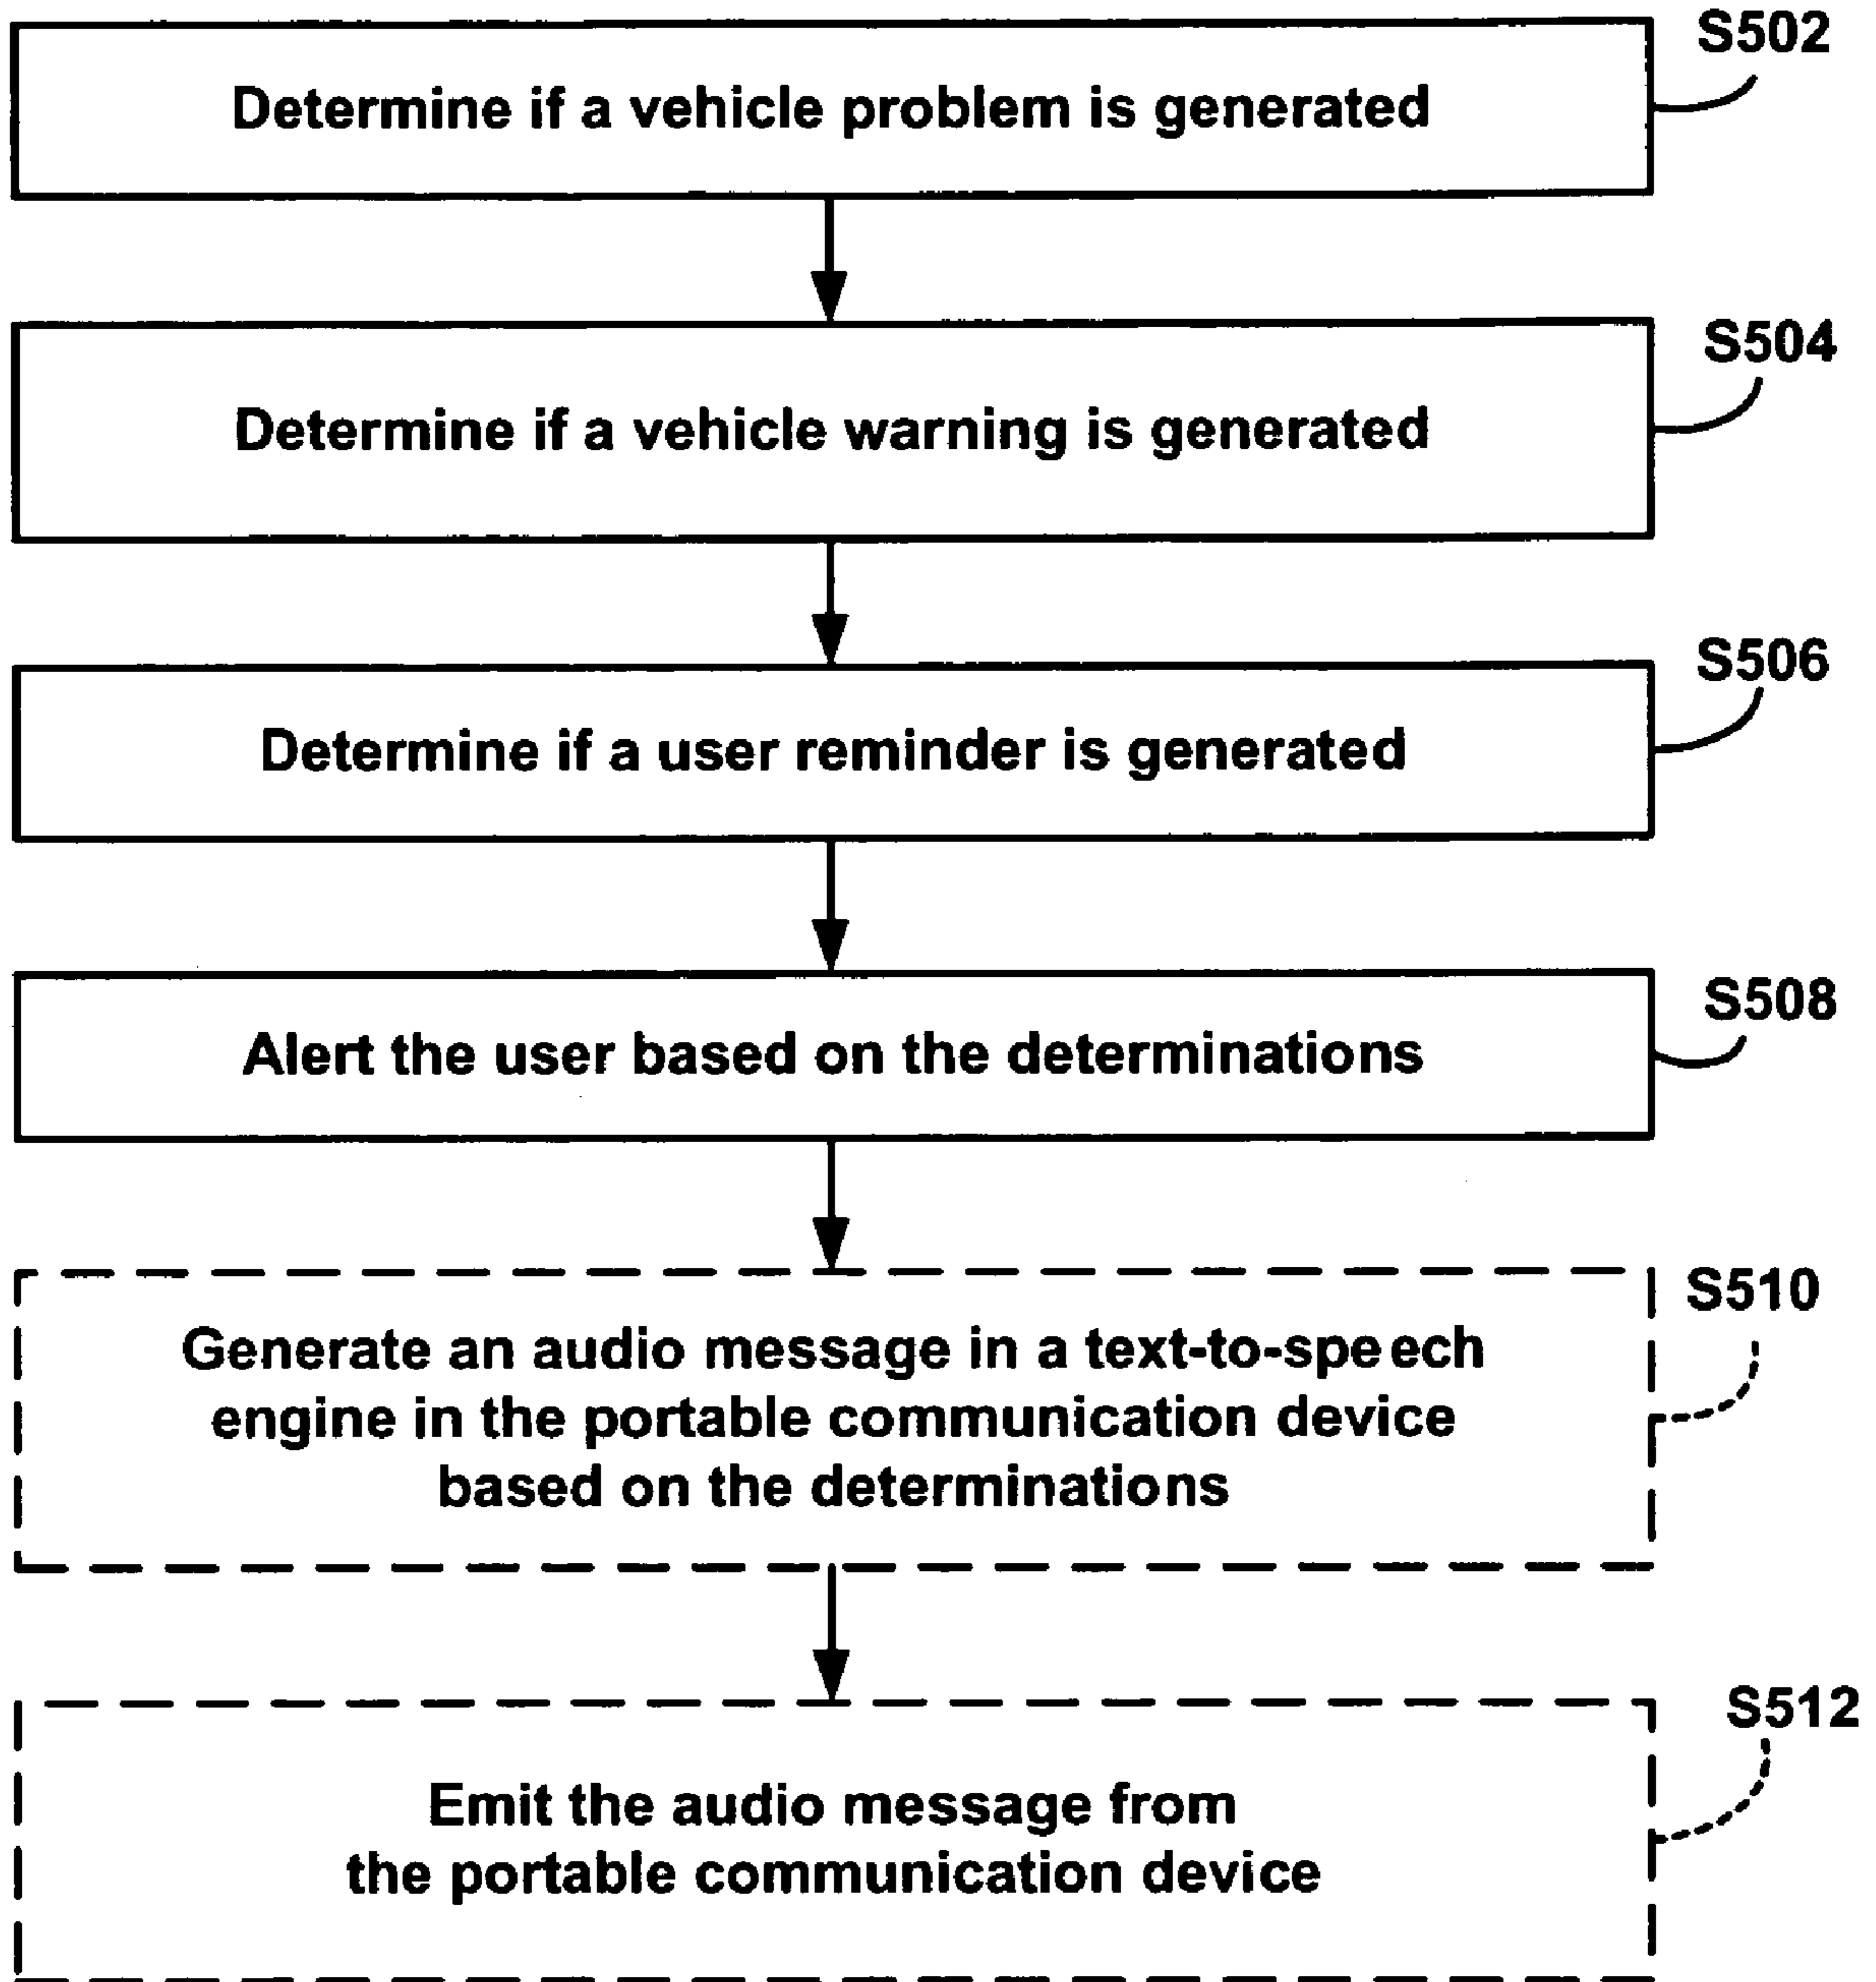 S502
Determine if a vehicle problem is generated
S504
Determine if a vehicle warning is generated
S506
Determine if a user reminder is generated
S508
Alert the user based on the determinations
S510
Generate an audio message in a text-to-speech
engine in the portable communication device
based on the determinations
S512
Emit the audio message from
the portable communication device